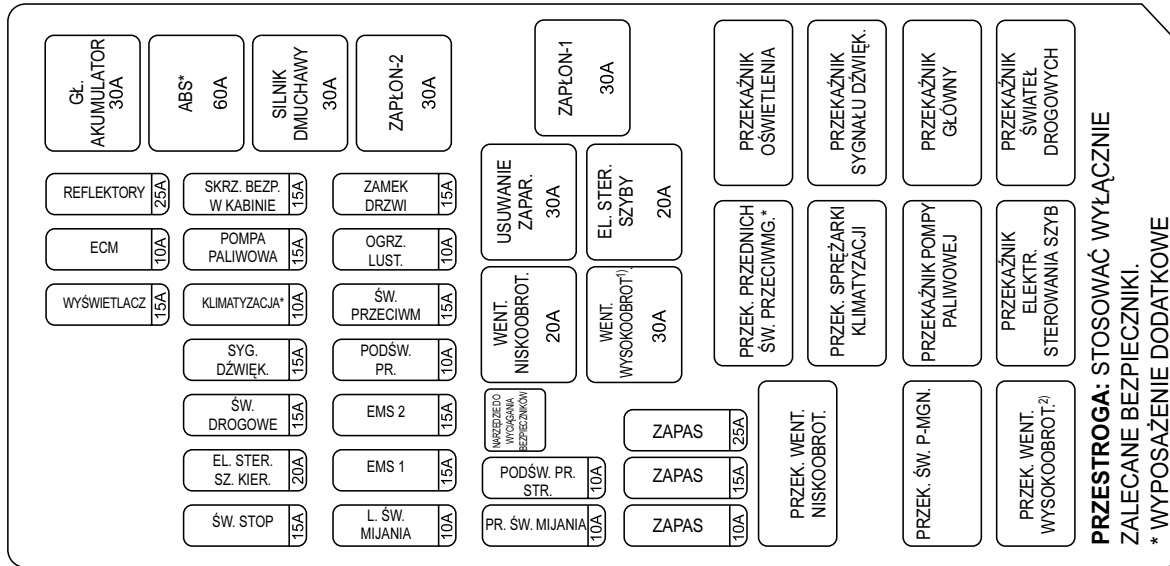 GŁ.
AKUMULATOR
30A
ABS*
60A
SILNIK
DMUCHAWY
30A
ZAPŁON-2
30A
ZAPŁON-1
30A
REFLEKTORY
25A
ECM
10A
WYŚWIETLACZ
15A
SKRZ. BEZP.
W KABINIE
15A
POMPA
PALIWOWA
15A
KLIMATYZACJA*
10A
SYG.
DŹWIĘK.
15A
ŚW.
DROGOWE
15A
EL. STER.
SZ. KIER.
20A
ŚW. STOP
15A
ZAMEK
DRZWI
15A
OGRZ.
LUST.
10A
ŚW.
PRZECIWM
15A
PODŚW.
PR.
10A
EMS 2
15A
EMS 1
15A
L. ŚW.
MIJANIA
10A
USUWANIE
ZAPAR.
30A
EL. STER.
SZYBY
20A
WENT.
NISKOOBROT.
20A
WENT.
WYSOKOOBROT¹⁾.
30A
NARZĘDZIE DO
WYCIĄGANIA
BEZPIECZNIKÓW
PODŚW. PR.
STR.
10A
PR. ŚW. MIJANIA
10A
ZAPAS
25A
ZAPAS
15A
ZAPAS
10A
PRZEKAŹNIK
OŚWIETLENIA
PRZEKAŹNIK
SYGNAŁU DŹWIĘK.
PRZEKAŹNIK
GŁÓWNY
PRZEKAŹNIK
ŚWIATEŁ
DROGOWYCH
PRZEK. PRZEDNICH
ŚW. PRZECIWMG.*
PRZEK. SPRĘŻARKI
KLIMATYZACJI
PRZEKAŹNIK POMPY
PALIWOWEJ
PRZEKAŹNIK
ELEKTR.
STEROWANIA SZYB
PRZEK. WENT.
NISKOOBROT.
PRZEK. ŚW. P-MGN.
PRZEK. WENT.
WYSOKOOBROT.²⁾
PRZESTROGA: STOSOWAĆ WYŁĄCZNIE
ZALECANE BEZPIECZNIKI.
* WYPOSAŻENIE DODATKOWE